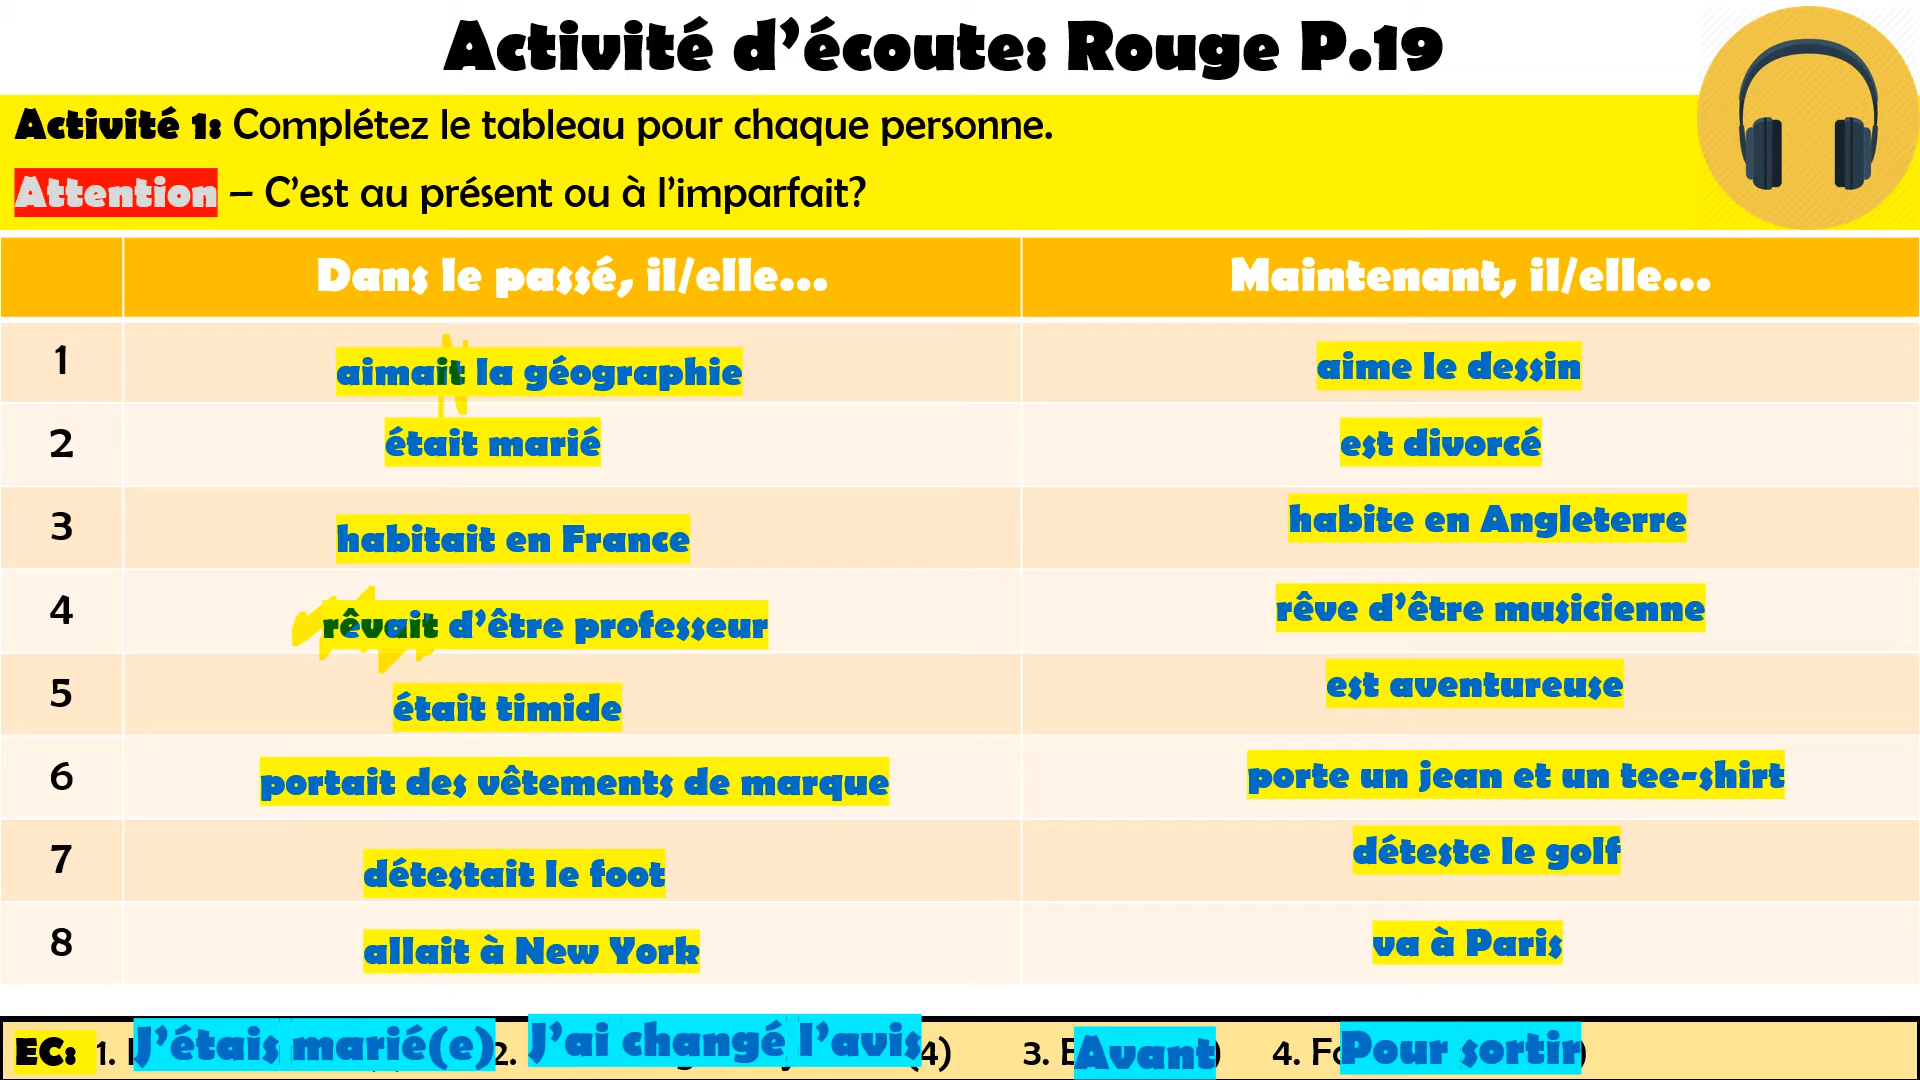 Activité d'écoute: Rouge P.19
Activité 1: Complétez le tableau pour chaque personne.
Attention – C'est au présent ou à l'imparfait?
Dans le passé, il/elle... Maintenant, il/elle...
1 aimait la géographie aime le dessin
2 était marié est divorcé
3 habitait en France habite en Angleterre
4 rêvait d'être professeur rêve d'être musicienne
5 était timide est aventureuse
6 portait des vêtements de marque porte un jean et un tee-shirt
7 détestait le foot déteste le golf
8 allait à New York va à Paris
EC: 1. J'étais marié(e) 2. J'ai changé l'avis 4) 3. Avant ) 4. Pour sortir )